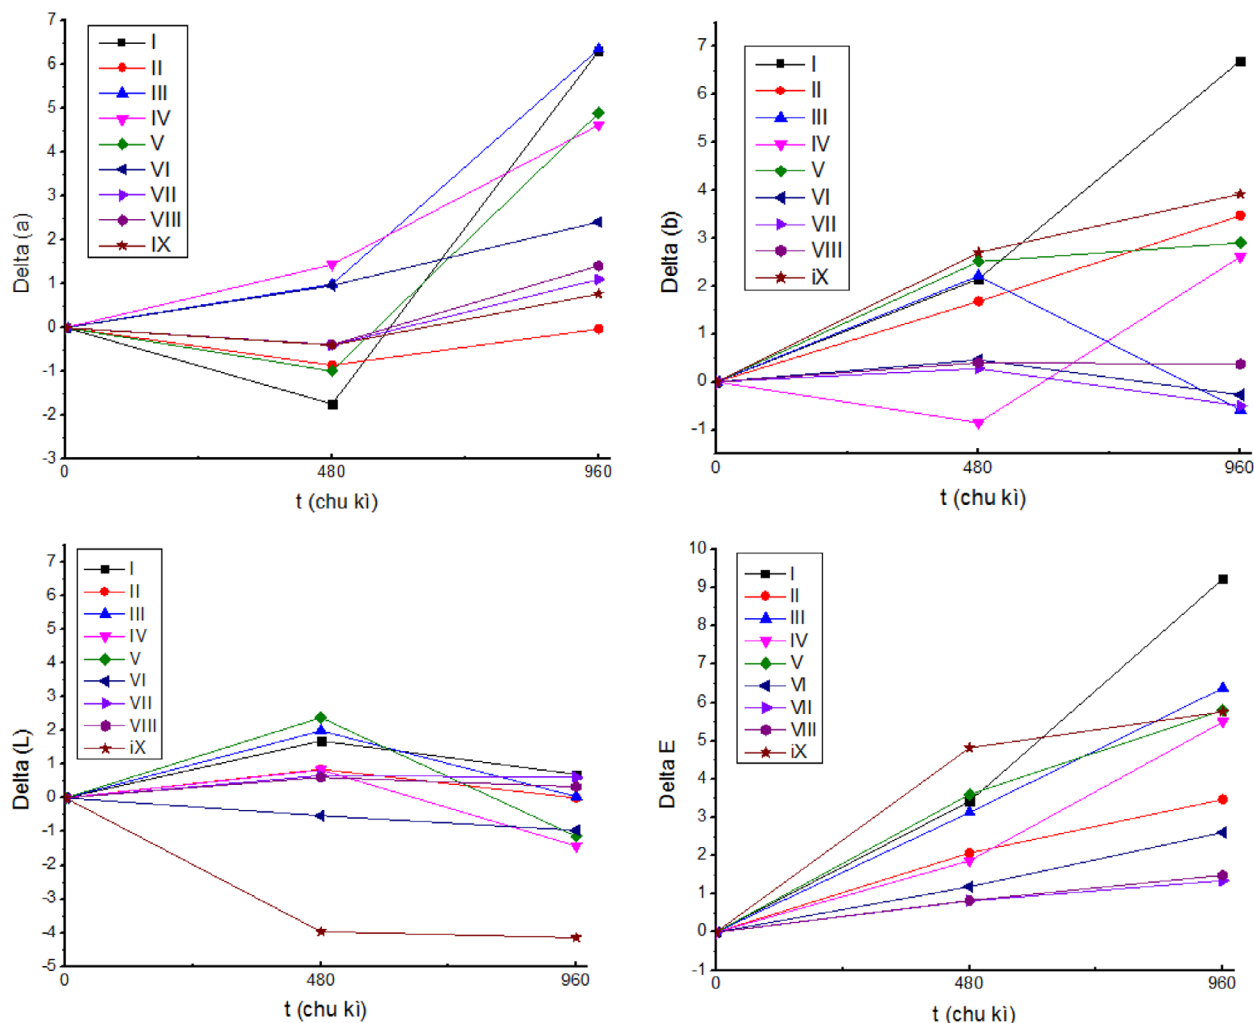 7
6
5
4
3
2
1
0
-1
-2
-3
Delta (a)
I
II
III
IV
V
VI
VII
VIII
IX
0 480 960
t (chu kì)
7
6
5
4
3
2
1
0
-1
Delta (b)
I
II
III
IV
V
VI
VII
VIII
iX
0 480 960
t (chu kì)
7
6
5
4
3
2
1
0
-1
-2
-3
-4
-5
Delta (L)
I
II
III
IV
V
VI
VII
VIII
iX
0 480 960
t (chu kì)
10
9
8
7
6
5
4
3
2
1
0
-1
Delta E
I
II
III
IV
V
VI
VII
VIII
iX
0 480 960
t (chu kì)